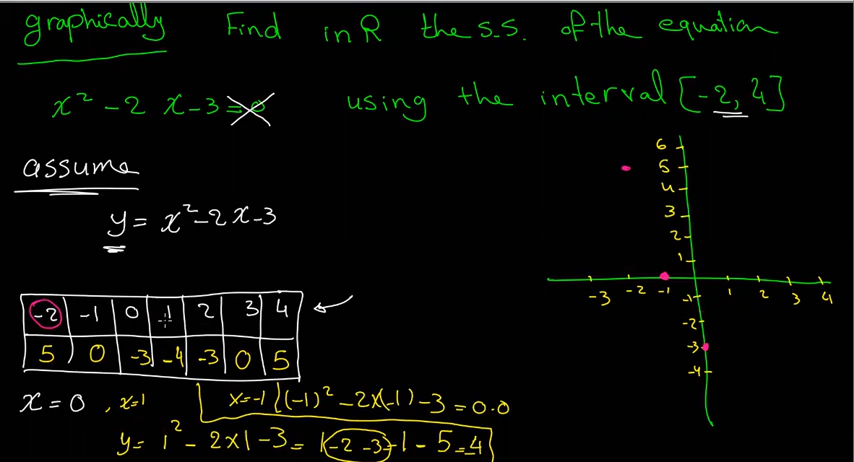 graphically Find in R the s.s. of the equation
x² - 2 x - 3 = 0 using the interval [-2, 4]
assume
y = x² - 2x - 3
-2 -1 0 1 2 3 4
5 0 -3 -4 -3 0 5
x = 0 , x=1 x=-1 (-1)² - 2x(-1) - 3 = 0.0
y = 1² - 2x1 - 3 = 1 -2 -3 = 1 - 5 = -4
6
5
4
3
2
1
-3 -2 -1 1 2 3 4
-1
-2
-3
-4